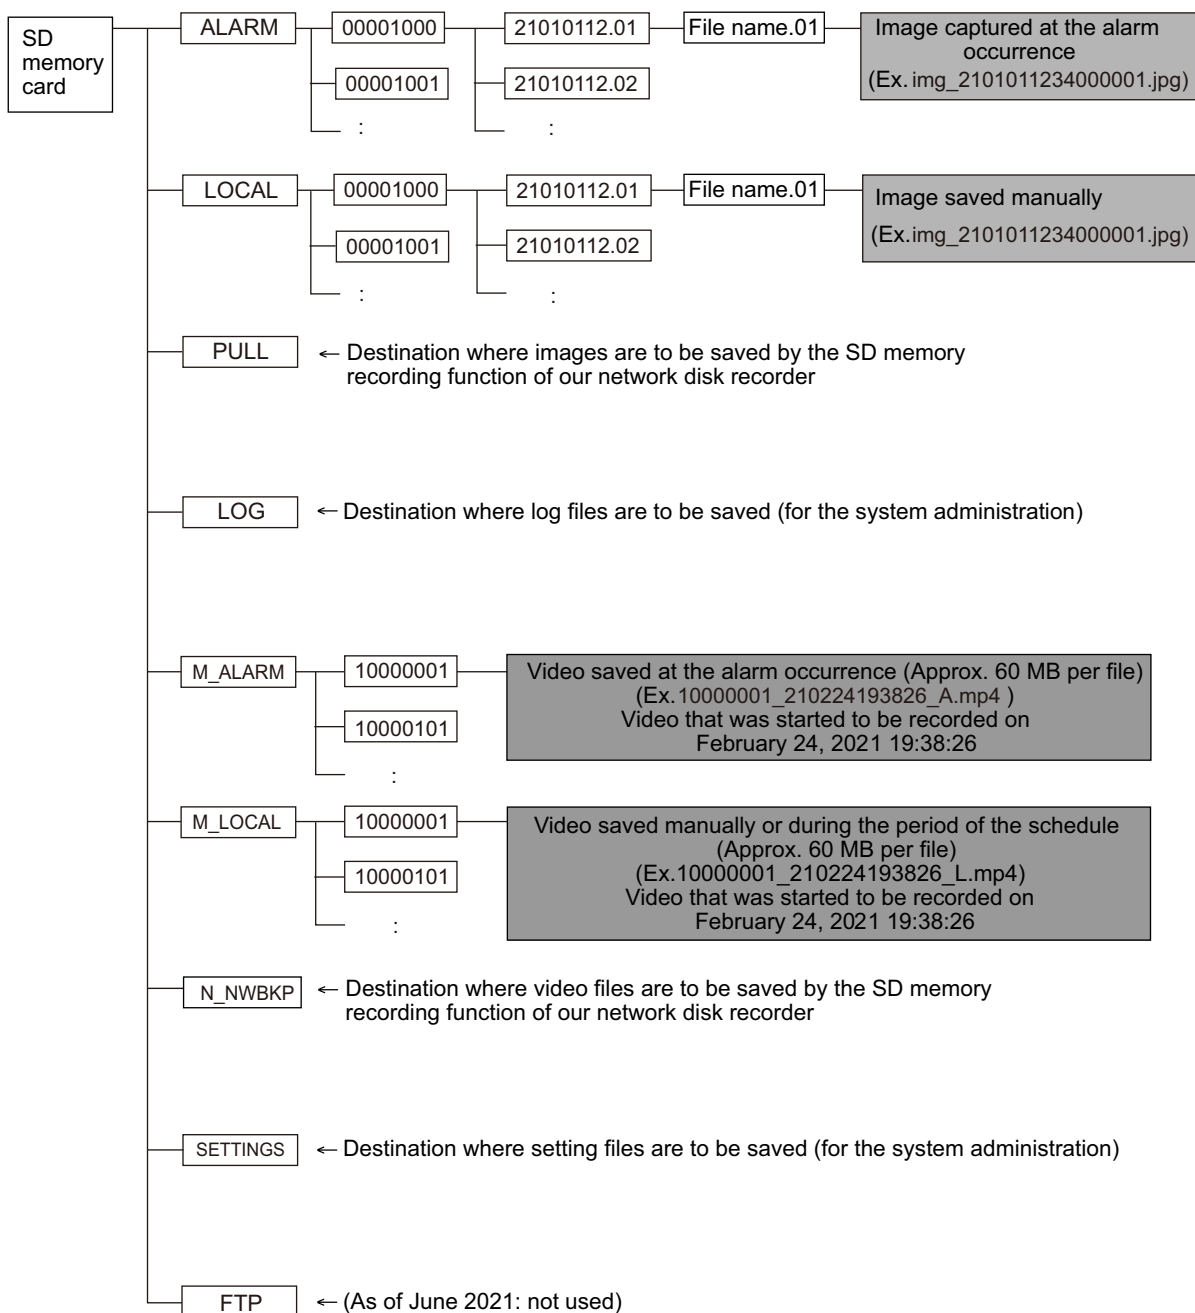 SD
memory
card
ALARM
00001000
21010112.01
File name.01
Image captured at the alarm
occurrence
(Ex. img_2101011234000001.jpg)
00001001
21010112.02
:
:
LOCAL
00001000
21010112.01
File name.01
Image saved manually
(Ex.img_2101011234000001.jpg)
00001001
21010112.02
:
:
PULL
← Destination where images are to be saved by the SD memory
recording function of our network disk recorder
LOG
← Destination where log files are to be saved (for the system administration)
M_ALARM
10000001
Video saved at the alarm occurrence (Approx. 60 MB per file)
(Ex. 10000001_210224193826_A.mp4 )
Video that was started to be recorded on
February 24, 2021 19:38:26
10000101
:
M_LOCAL
10000001
Video saved manually or during the period of the schedule
(Approx. 60 MB per file)
(Ex.10000001_210224193826_L.mp4)
Video that was started to be recorded on
February 24, 2021 19:38:26
10000101
:
N_NWBKP
← Destination where video files are to be saved by the SD memory
recording function of our network disk recorder
SETTINGS
← Destination where setting files are to be saved (for the system administration)
FTP
← (As of June 2021: not used)